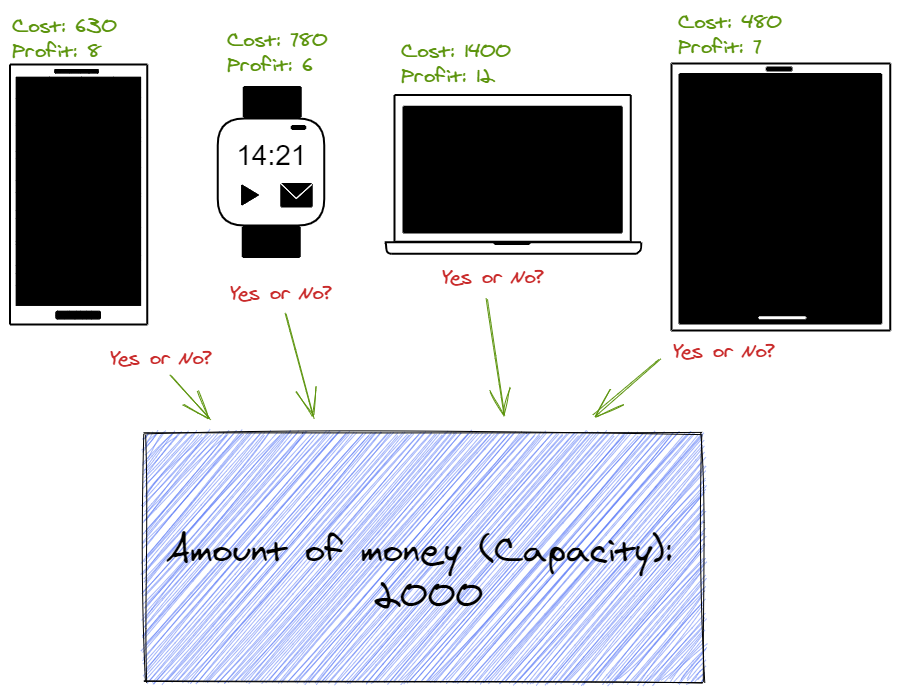 Cost: 630
Profit: 8
Cost: 780
Profit: 6
Cost: 1400
Profit: 12
Cost: 480
Profit: 7
14:21
Yes or No?
Yes or No?
Yes or No?
Yes or No?
Amount of money (Capacity):
2000